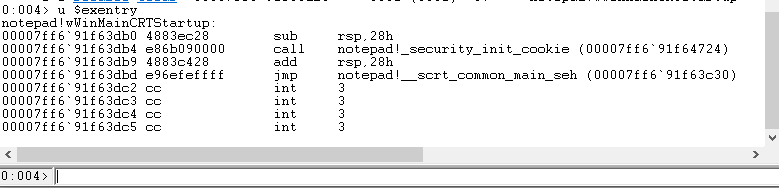 0:004> u $exentry
notepad!wWinMainCRTStartup:
00007ff6`91f63db0 4883ec28        sub     rsp,28h
00007ff6`91f63db4 e86b090000      call    notepad!_security_init_cookie (00007ff6`91f64724)
00007ff6`91f63db9 4883c428        add     rsp,28h
00007ff6`91f63dbd e96efeffff      jmp     notepad!__scrt_common_main_seh (00007ff6`91f63c30)
00007ff6`91f63dc2 cc              int     3
00007ff6`91f63dc3 cc              int     3
00007ff6`91f63dc4 cc              int     3
00007ff6`91f63dc5 cc              int     3
0:004>